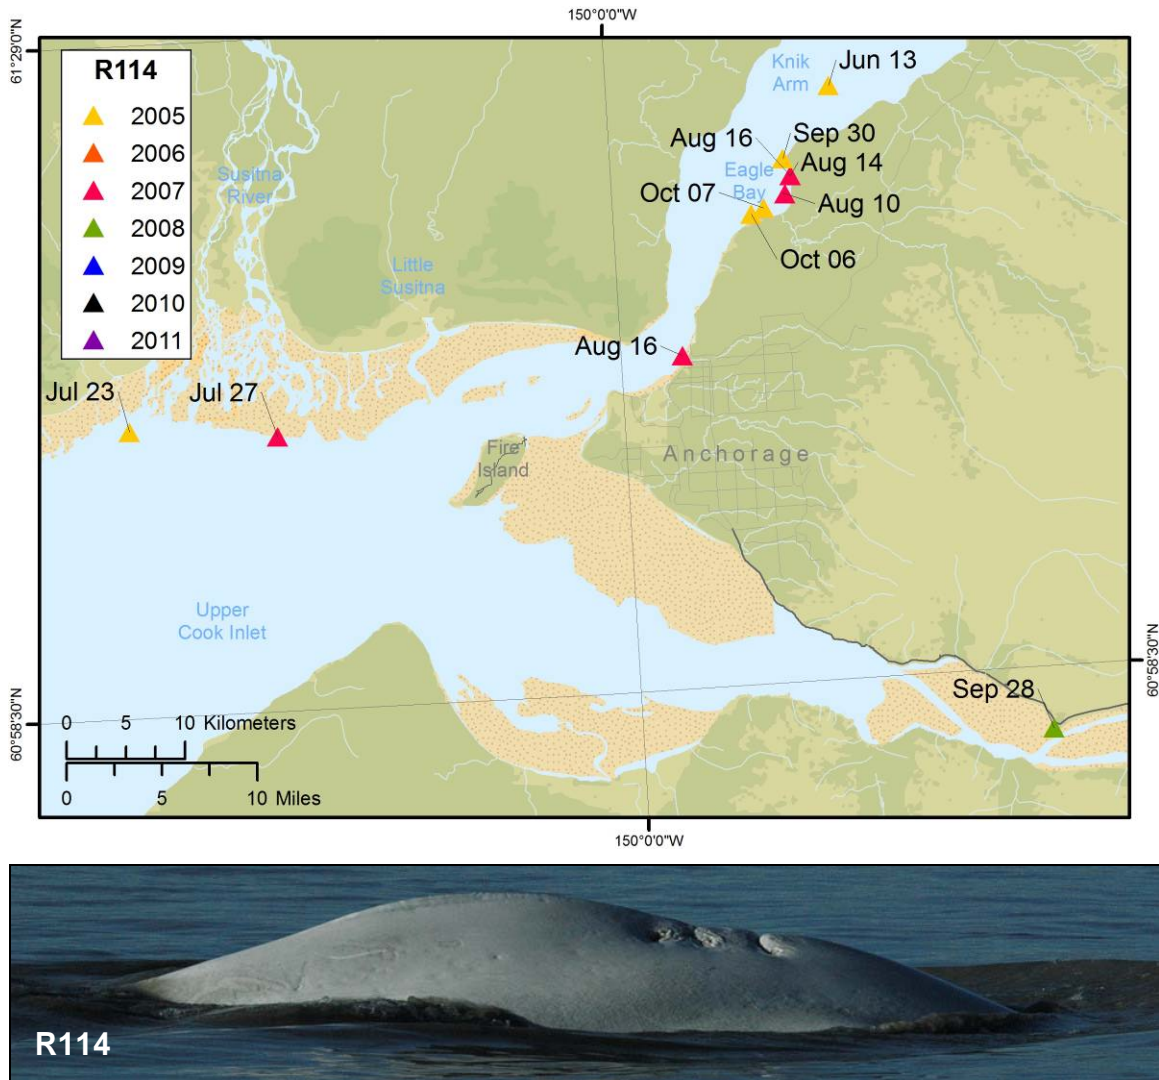 150°0'0"W
61°29'0"N
R114
2005
2006
2007
2008
2009
2010
2011
Knik
Arm
Jun 13
Aug 16
Sep 30
Eagle
Bay
Aug 14
Oct 07
Aug 10
Oct 06
Susitna
River
Little
Susitna
Aug 16
Jul 23
Jul 27
Fire
Island
Anchorage
Upper
Cook Inlet
Sep 28
60°58'30"N
60°58'30"N
0 5 10 Kilometers
0 5 10 Miles
150°0'0"W
R114